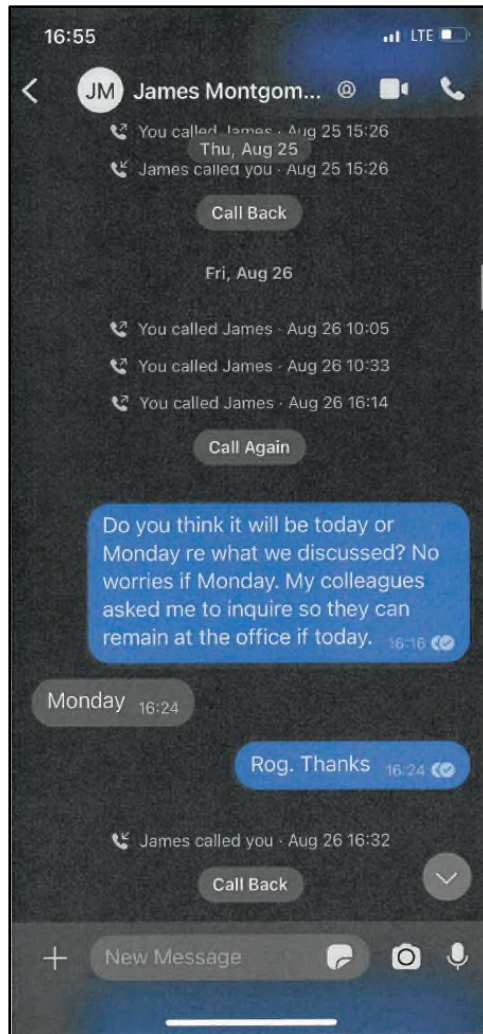 16:55
LTE
JM
James Montgom...
You called James · Aug 25 15:26
Thu, Aug 25
James called you · Aug 25 15:26
Call Back
Fri, Aug 26
You called James · Aug 26 10:05
You called James · Aug 26 10:33
You called James · Aug 26 16:14
Call Again
Do you think it will be today or
Monday re what we discussed? No
worries if Monday. My colleagues
asked me to inquire so they can
remain at the office if today. 16:16
Monday 16:24
Rog. Thanks 16:24
James called you · Aug 26 16:32
Call Back
New Message